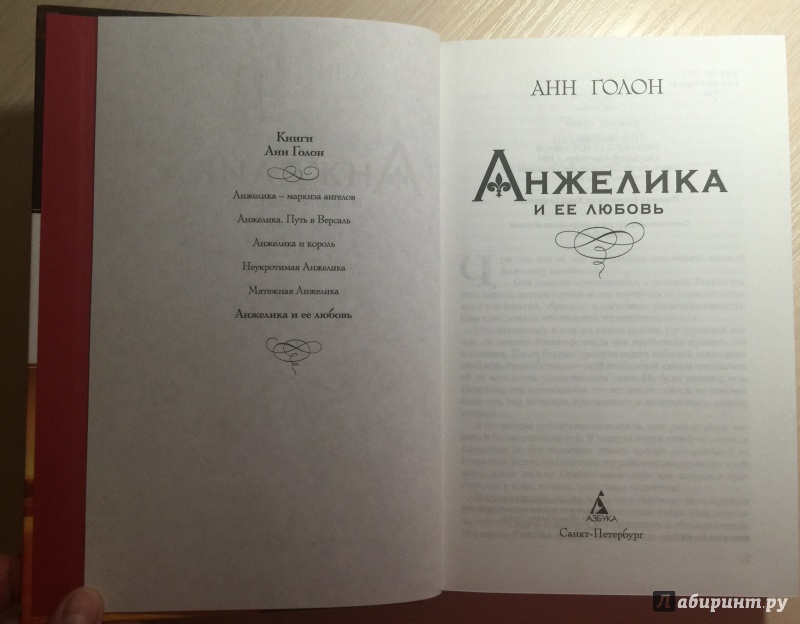 Книги
Анн Голон
Анжелика – маркиза ангелов
Анжелика. Путь в Версаль
Анжелика и король
Неукротимая Анжелика
Мятежная Анжелика
Анжелика и ее любовь
АНН ГОЛОН
АНЖЕЛИКА
И ЕЕ ЛЮБОВЬ
АЗБУКА
Санкт-Петербург
Лабиринт.ру